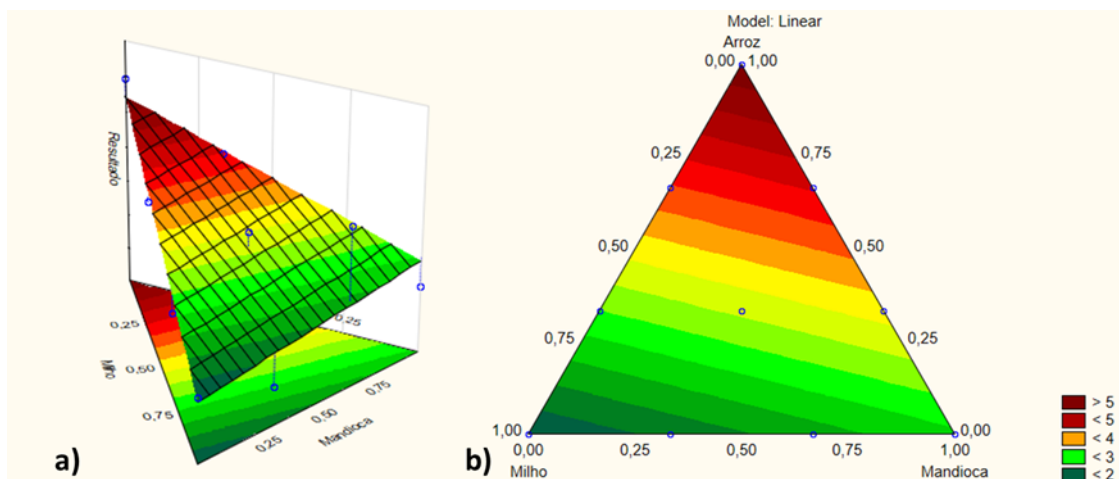 Resultado
0,25
0,50
0,75
Milho
0,25
0,50
0,75
Mandioca
0,25
a)
Model: Linear
Arroz
0,00 1,00
0,25 0,75
0,50 0,50
0,75 0,25
1,00 0,00
0,00 0,25 0,50 0,75 1,00
Milho Mandioca
b)
> 5
< 5
< 4
< 3
< 2